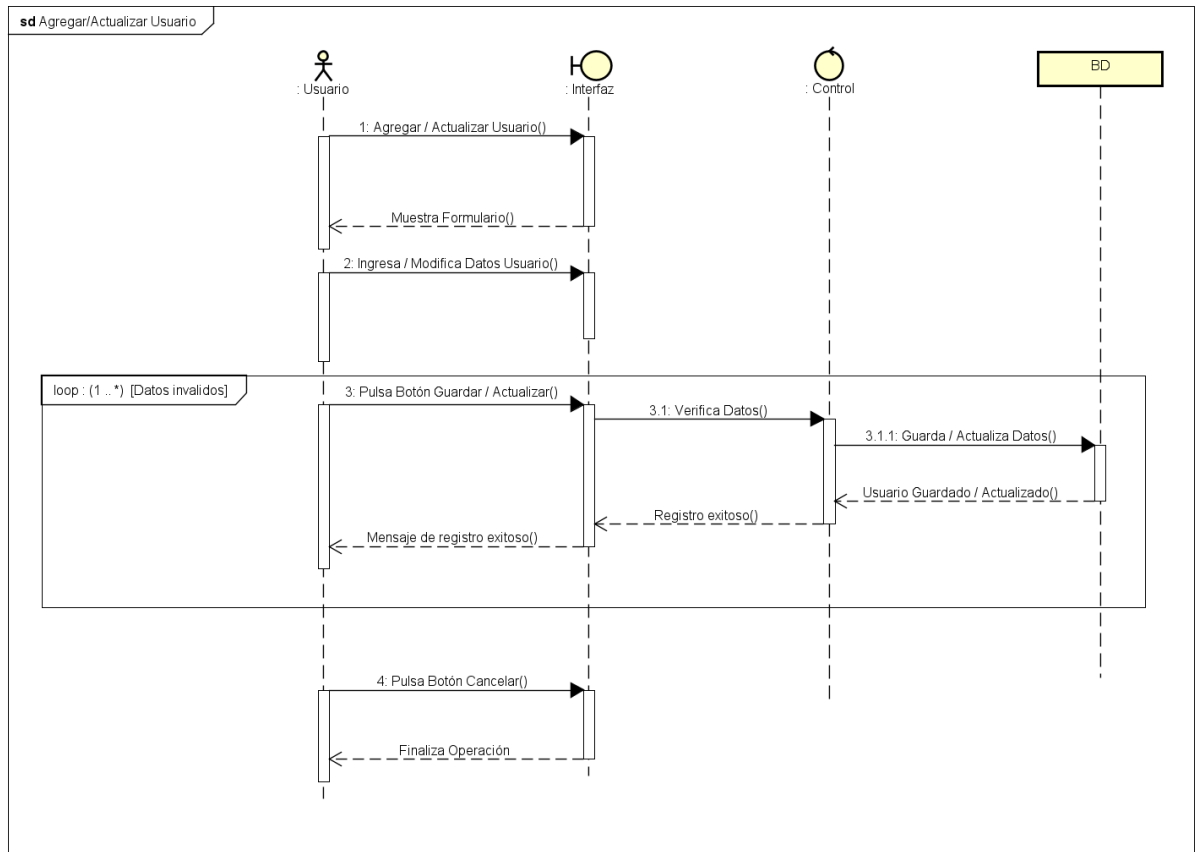 sd Agregar/Actualizar Usuario
: Usuario
: Interfaz
: Control
BD
1: Agregar / Actualizar Usuario()
Muestra Formulario()
2: Ingresa / Modifica Datos Usuario()
loop : (1 .. *) [Datos invalidos]
3: Pulsa Botón Guardar / Actualizar()
3.1: Verifica Datos()
3.1.1: Guarda / Actualiza Datos()
Usuario Guardado / Actualizado()
Registro exitoso()
Mensaje de registro exitoso()
4: Pulsa Botón Cancelar()
Finaliza Operación